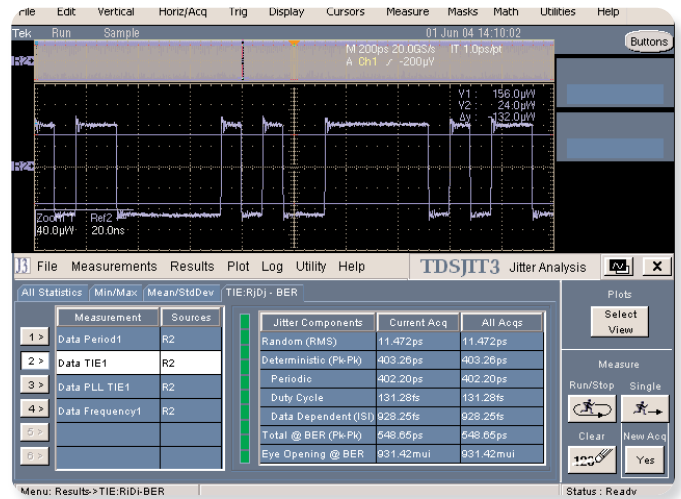 File Edit Vertical Horiz/Acq Trig Display Cursors Measure Masks Math Utilities Help
Tek Run Sample 01 Jun 04 14:10:02
Buttons
M 200ps 20.0GS/s IT 1.0ps/pt
A Ch1 / -200µV
R2
V1 : 156.0µW
V2 : 24.0µW
Δy : -132.0µW
R2
Zoom 1 Ref2
40.0µW 20.0ns
J3 File Measurements Results Plot Log Utility Help TDSJIT3 Jitter Analysis X
All Statistics Min/Max Mean/StdDev TIE:RjDj - BER
Measurement Sources
1 > Data Period1 R2
2 > Data TIE1 R2
3 > Data PLL TIE1 R2
4 > Data Frequency1 R2
5 >
6 >
Jitter Components Current Acq All Acqs
Random (RMS) 11.472ps 11.472ps
Deterministic (Pk-Pk) 403.26ps 403.26ps
Periodic 402.20ps 402.20ps
Duty Cycle 131.28fs 131.28fs
Data Dependent (ISI) 928.25fs 928.25fs
Total @ BER (Pk-Pk) 548.65ps 548.65ps
Eye Opening @ BER 931.42mui 931.42mui
Plots
Select View
Measure
Run/Stop Single
Clear New Acq
123 Yes
Menu: Results->TIE:RiDi-BER Status : Ready